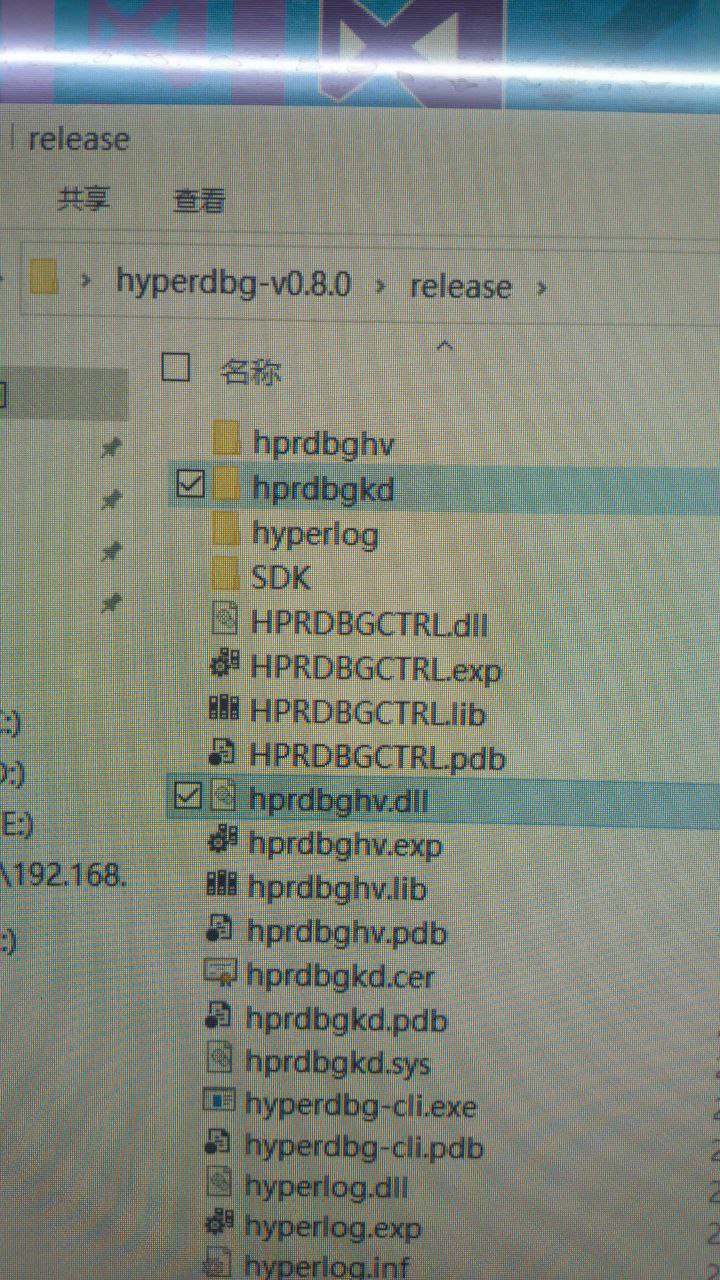 release
共享 查看
hyperdbg-v0.8.0 release
名称
hprdbghv
hprdbgkd
hyperlog
SDK
HPRDBGCTRL.dll
HPRDBGCTRL.exp
HPRDBGCTRL.lib
:)
HPRDBGCTRL.pdb
:)
hprdbghv.dll
E:)
hprdbghv.exp
\192.168.
hprdbghv.lib
hprdbghv.pdb
:)
hprdbgkd.cer
hprdbgkd.pdb
hprdbgkd.sys
hyperdbg-cli.exe
hyperdbg-cli.pdb
hyperlog.dll
hyperlog.exp
hyperlog.inf